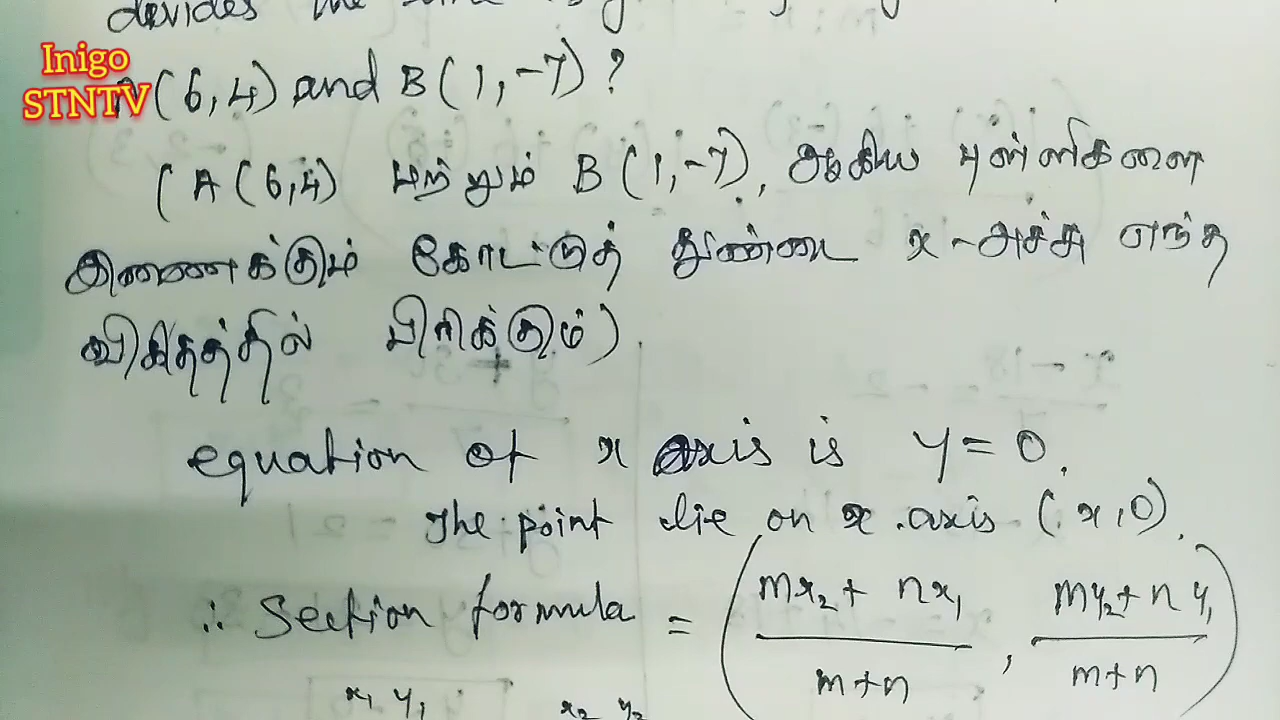 devides the
Inigo
STNTV
A(6,4) and B(1,-7)?
(A(6,4) மற்றும் B(1,-7), ஆகிய புள்ளிகளை
இணைக்கும் கோட்டுத் துண்டை x-அச்சு எந்த
விகிதத்தில் பிரிக்கும்).
equation of x axis is y=0.
The point lie on x axis (x,0).
∴ Section formula = (mx₂ + nx₁ / m+n , my₂ + ny₁ / m+n)
x₁ y₁ x₂ y₂